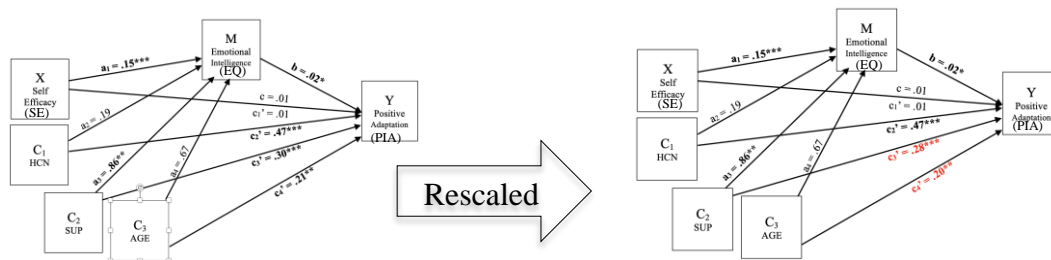 M
Emotional
Intelligence
(EQ)
X
Self
Efficacy
(SE)
C₁
HCN
C₂
SUP
C₃
AGE
Y
Positive
Adaptation
(PIA)
a₁ = .15***
a₂ = .19
a₃ = .86**
a₄ = .67
b = .02*
c = .01
c₁' = .01
c₂' = .47***
c₃' = .30***
c₄' = .21**
Rescaled
M
Emotional
Intelligence
(EQ)
X
Self
Efficacy
(SE)
C₁
HCN
C₂
SUP
C₃
AGE
Y
Positive
Adaptation
(PIA)
a₁ = .15***
a₂ = .19
a₃ = .86**
a₄ = .67
b = .02*
c = .01
c₁' = .01
c₂' = .47***
c₃' = .28***
c₄' = .20**